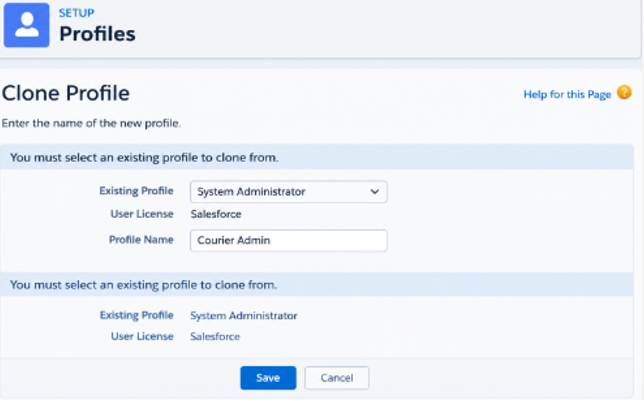 SETUP
Profiles
Clone Profile
Help for this Page ?
Enter the name of the new profile.
You must select an existing profile to clone from.
Existing Profile System Administrator
User License Salesforce
Profile Name Courier Admin
You must select an existing profile to clone from.
Existing Profile System Administrator
User License Salesforce
Save Cancel